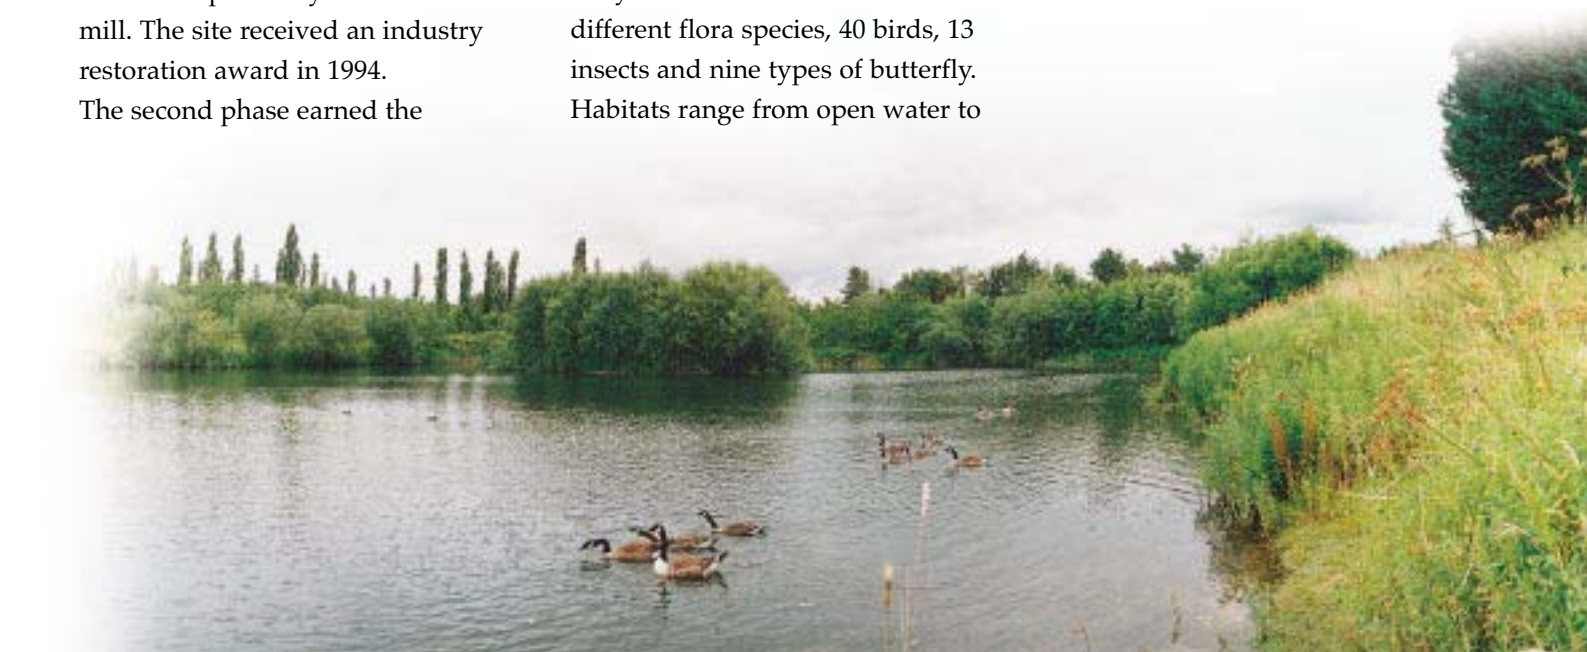 mill. The site received an industry
restoration award in 1994.
The second phase earned the
different flora species, 40 birds, 13
insects and nine types of butterfly.
Habitats range from open water to